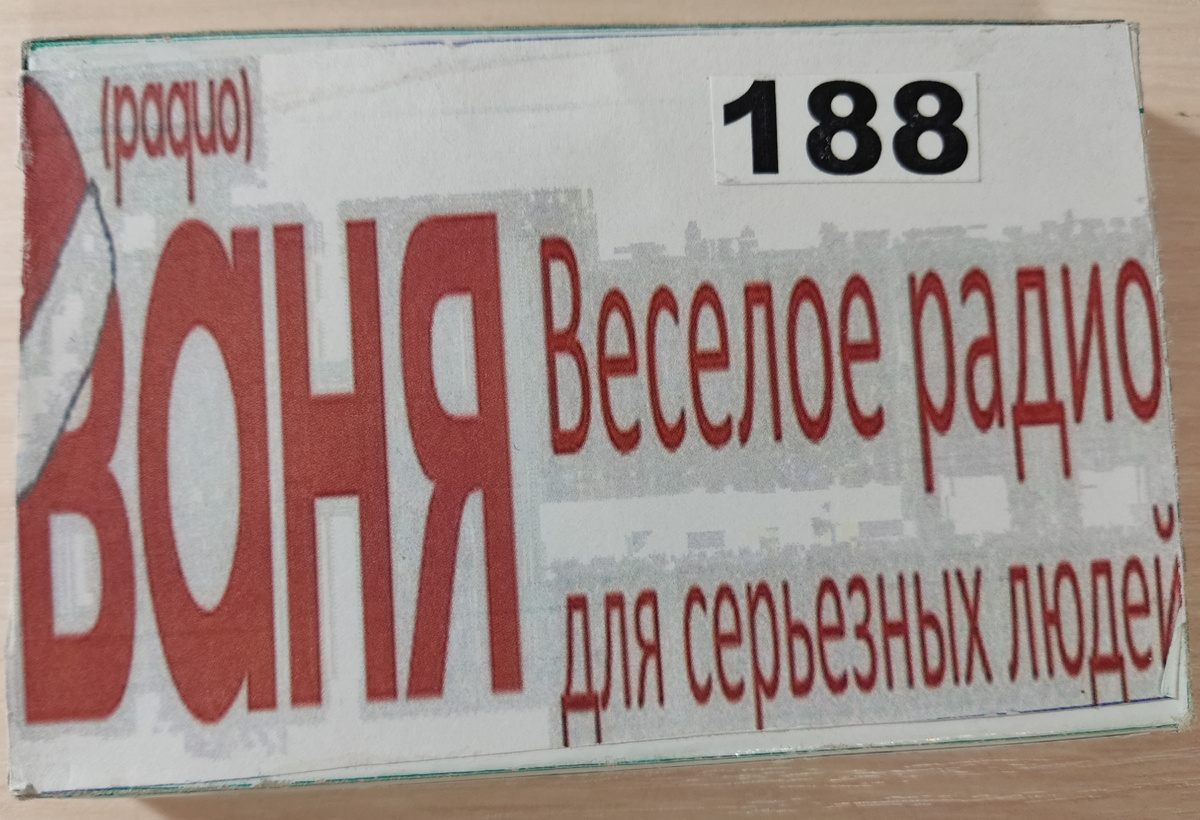 (радио)
188
Ваня
Веселое радио
для серьезных людей